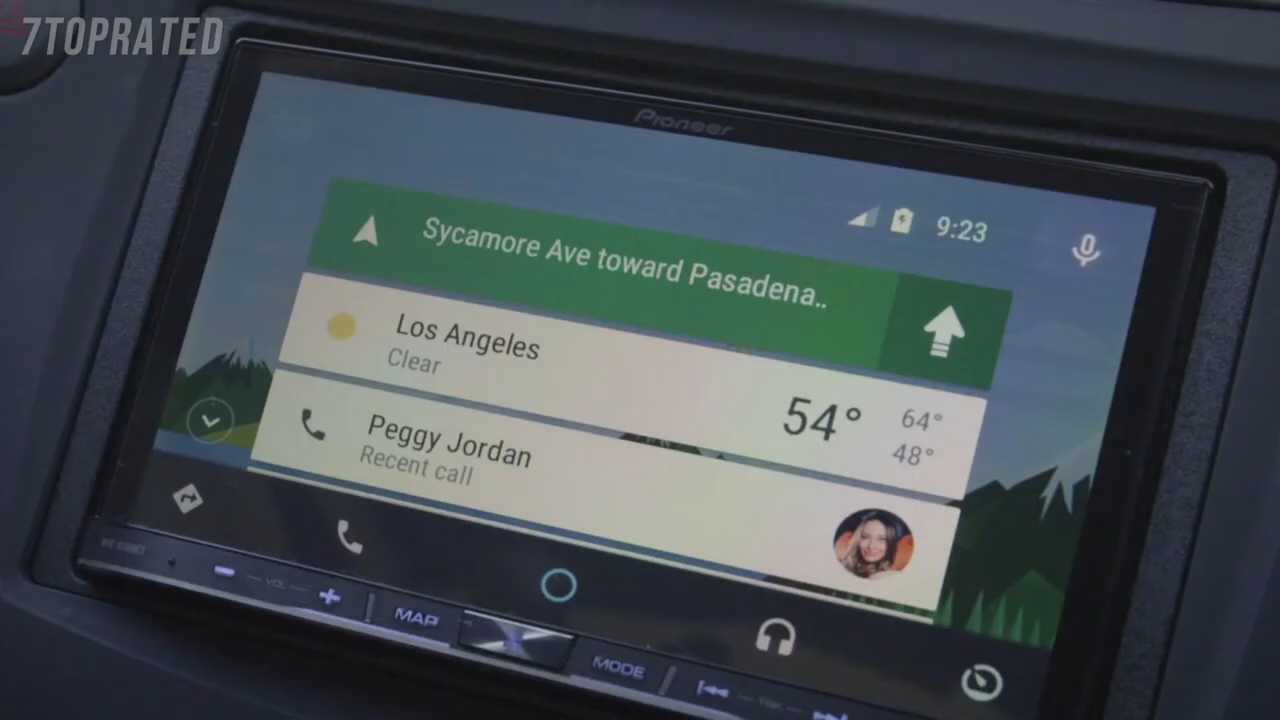 7TOPRATED
Pioneer
9:23
Sycamore Ave toward Pasadena..
Los Angeles
Clear
54° 64°
48°
Peggy Jordan
Recent call
VOL
MAP
MODE
TRK